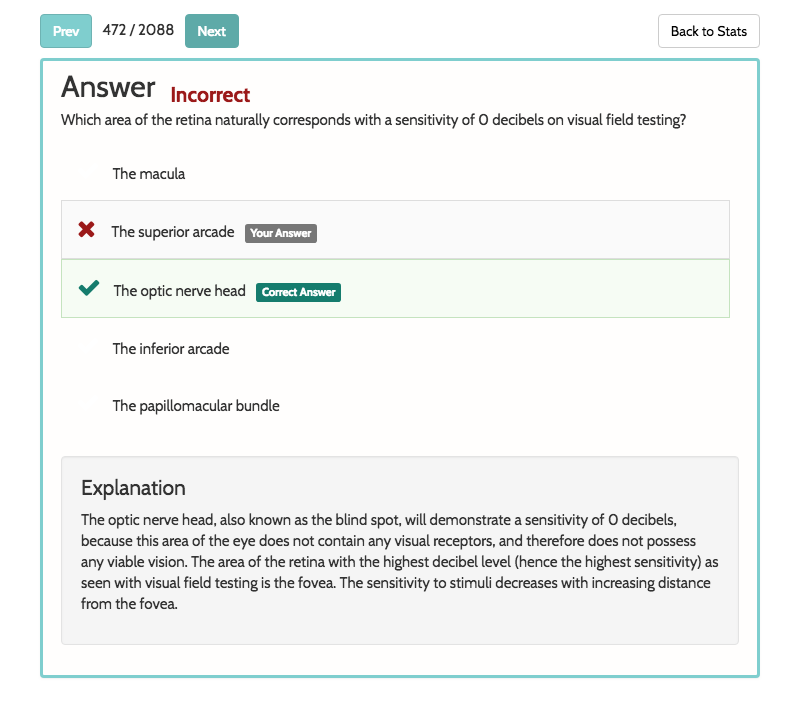 Prev 472 / 2088 Next Back to Stats
Answer Incorrect
Which area of the retina naturally corresponds with a sensitivity of 0 decibels on visual field testing?
The macula
The superior arcade Your Answer
The optic nerve head Correct Answer
The inferior arcade
The papillomacular bundle
Explanation
The optic nerve head, also known as the blind spot, will demonstrate a sensitivity of 0 decibels,
because this area of the eye does not contain any visual receptors, and therefore does not possess
any viable vision. The area of the retina with the highest decibel level (hence the highest sensitivity) as
seen with visual field testing is the fovea. The sensitivity to stimuli decreases with increasing distance
from the fovea.